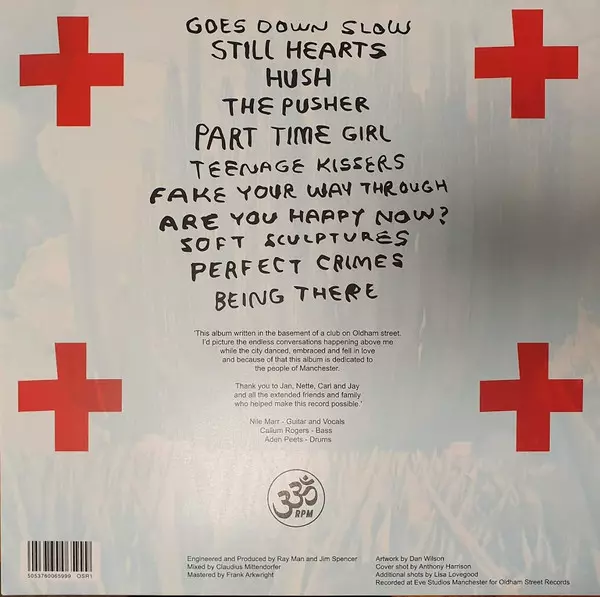 GOES DOWN SLOW
STILL HEARTS
HUSH
THE PUSHER
PART TIME GIRL
TEENAGE KISSERS
FAKE YOUR WAY THROUGH
ARE YOU HAPPY NOW?
SOFT SCULPTURES
PERFECT CRIMES
BEING THERE
'This album written in the basement of a club on Oldham street.
I'd picture the endless conversations happening above me
while the city danced, embraced and fell in love
and because of that this album is dedicated to
the people of Manchester.
Thank you to Jan, Nette, Carl and Jay
and all the extended friends and family
who helped make this record possible.'
Nile Marr - Guitar and Vocals
Callum Rogers - Bass
Aden Peets - Drums
33 RPM
5053760065999 OSR1
Engineered and Produced by Ray Man and Jim Spencer
Mixed by Claudius Mittendorfer
Mastered by Frank Arkwright
Artwork by Dan Wilson
Cover shot by Anthony Harrison
Additional shots by Lisa Lovegood
Recorded at Eve Studios Manchester for Oldham Street Records